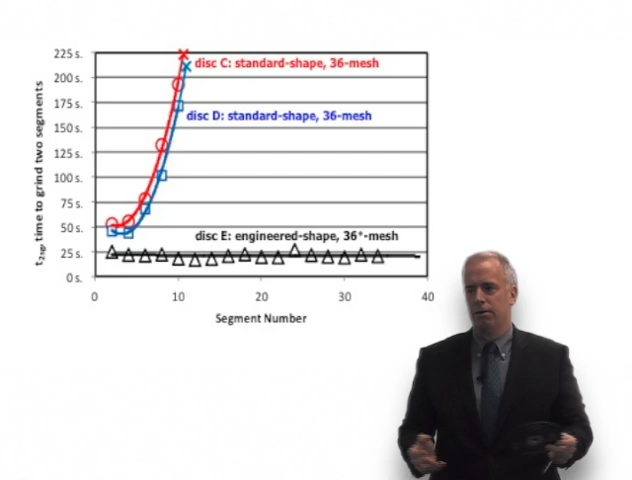 225 s.
200 s.
175 s.
150 s.
125 s.
100 s.
75 s.
50 s.
25 s.
0 s.
t2sg, time to grind two segments
disc C: standard-shape, 36-mesh
disc D: standard-shape, 36-mesh
disc E: engineered-shape, 36*-mesh
0 10 20 30 40
Segment Number